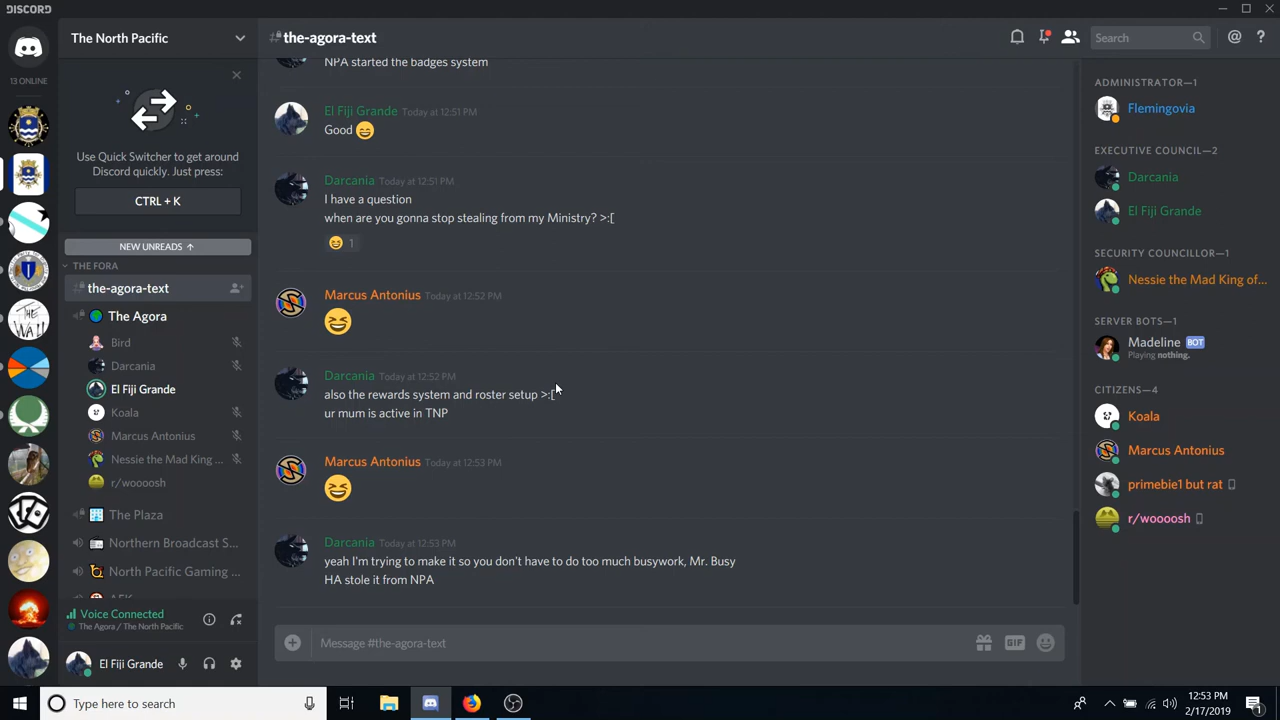 DISCORD
The North Pacific
#the-agora-text
Search
13 ONLINE
Use Quick Switcher to get around
Discord quickly. Just press:
CTRL + K
NEW UNREADS ↑
THE FORA
the-agora-text
The Agora
Bird
Darcania
El Fiji Grande
Koala
Marcus Antonius
Nessie the Mad King ...
r/woooosh
The Plaza
Northern Broadcast S...
North Pacific Gaming ...
AFK
Voice Connected
The Agora / The North Pacific
El Fiji Grande
THE WALL
NPA started the badges system
El Fiji Grande Today at 12:51 PM
Good 😄
Darcania Today at 12:51 PM
I have a question
when are you gonna stop stealing from my Ministry? >:[
1
Marcus Antonius Today at 12:52 PM
Darcania Today at 12:52 PM
also the rewards system and roster setup >:[
ur mum is active in TNP
Marcus Antonius Today at 12:53 PM
Darcania Today at 12:53 PM
yeah I'm trying to make it so you don't have to do too much busywork, Mr. Busy
HA stole it from NPA
Message #the-agora-text
GIF
ADMINISTRATOR—1
Flemingovia
EXECUTIVE COUNCIL—2
Darcania
El Fiji Grande
SECURITY COUNCILLOR—1
Nessie the Mad King of...
SERVER BOTS—1
Madeline BOT
Playing nothing.
CITIZENS—4
Koala
Marcus Antonius
primebie1 but rat
r/woooosh
Type here to search
12:53 PM
2/17/2019
1